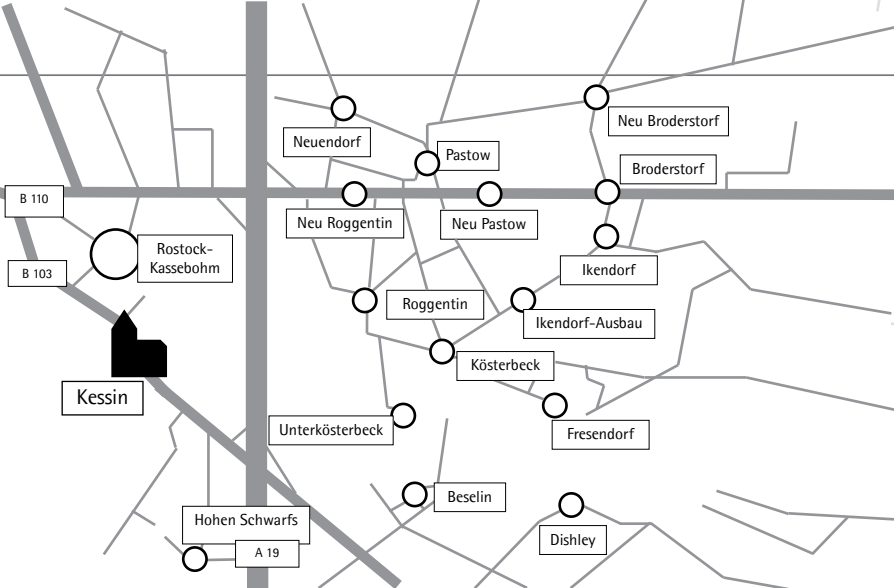 Neu Broderstorf
Neuendorf
Pastow
Broderstorf
B 110
Neu Roggentin
Neu Pastow
Rostock-
Kassebohm
B 103
Ikendorf
Roggentin
Ikendorf-Ausbau
Kösterbeck
Kessin
Unterkösterbeck
Fresendorf
Beselin
Hohen Schwarfs
Dishley
A 19